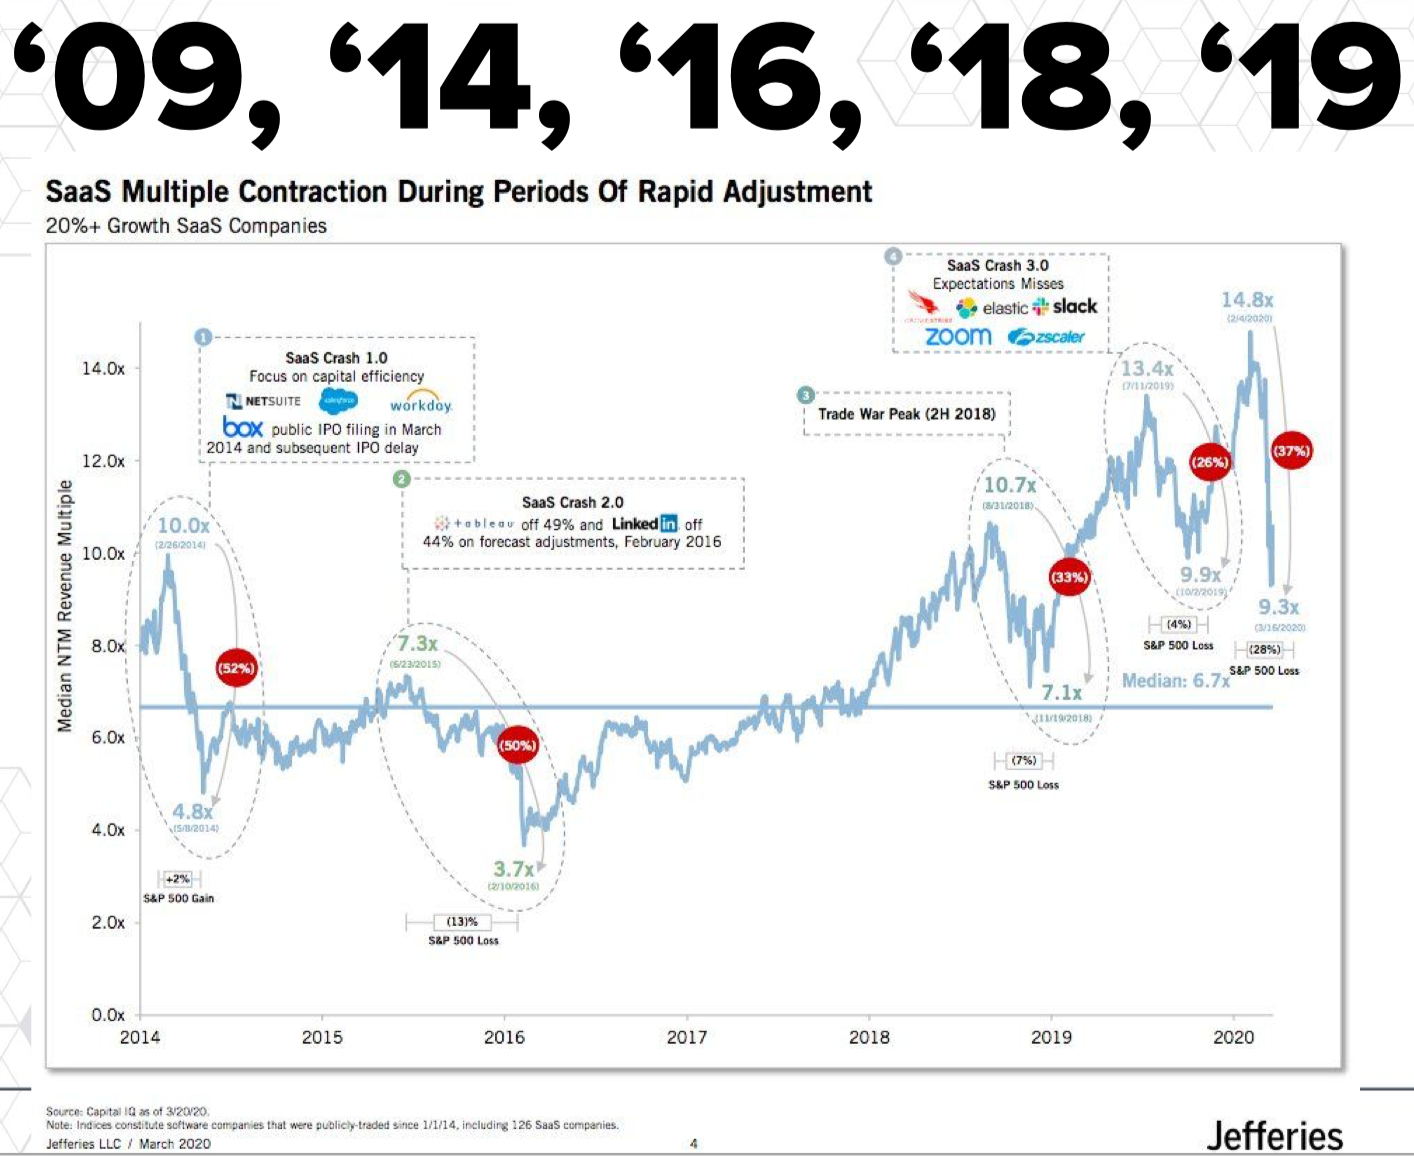 ‘09, ‘14, ‘16, ‘18, ‘19
SaaS Multiple Contraction During Periods Of Rapid Adjustment
20%+ Growth SaaS Companies
4
SaaS Crash 3.0
Expectations Misses
elastic slack
zoom zscaler
14.8x
(2/4/2020)
1
SaaS Crash 1.0
Focus on capital efficiency
NETSUITE salesforce workday.
box public IPO filing in March
2014 and subsequent IPO delay
13.4x
(7/11/2019)
3
Trade War Peak (2H 2018)
(26%)
(37%)
2
SaaS Crash 2.0
+ableau off 49% and LinkedIn off
44% on forecast adjustments, February 2016
10.7x
(8/31/2018)
10.0x
(2/26/2014)
(33%)
9.9x
(10/2/2019)
9.3x
(3/16/2020)
(4%)
S&P 500 Loss
(28%)
S&P 500 Loss
7.3x
(6/23/2015)
(52%)
Median: 6.7x
7.1x
(11/19/2018)
(50%)
(7%)
S&P 500 Loss
4.8x
(5/8/2014)
3.7x
(2/10/2016)
+2%
S&P 500 Gain
(13)%
S&P 500 Loss
Median NTM Revenue Multiple
14.0x
12.0x
10.0x
8.0x
6.0x
4.0x
2.0x
0.0x
2014 2015 2016 2017 2018 2019 2020
Source: Capital IQ as of 3/20/20.
Note: Indices constitute software companies that were publicly-traded since 1/1/14, including 126 SaaS companies.
Jefferies LLC / March 2020
4
Jefferies